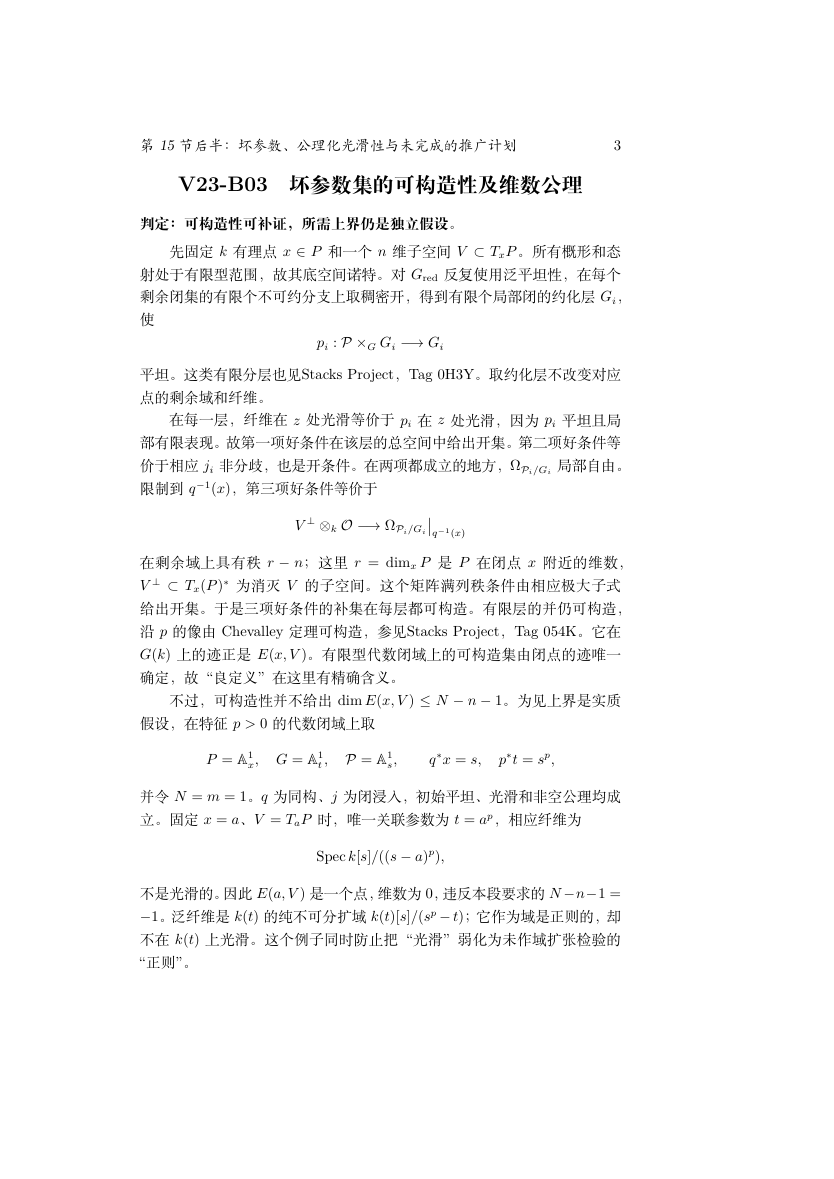 第 15 节后半：坏参数、公理化光滑性与未完成的推广计划 3
V23-B03 坏参数集的可构造性及维数公理
判定：可构造性可补证，所需上界仍是独立假设。
先固定 k 有理点 x ∈ P 和一个 n 维子空间 V ⊂ TₓP。所有概形和态
射处于有限型范围，故其底空间诺特。对 G_red 反复使用泛平坦性，在每个
剩余闭集的有限个不可约分支上取稠密开，得到有限个局部闭的约化层 Gᵢ，
使
pᵢ : 𝒫 ×_G Gᵢ ⟶ Gᵢ
平坦。这类有限分层也见Stacks Project，Tag 0H3Y。取约化层不改变对应
点的剩余域和纤维。
在每一层，纤维在 z 处光滑等价于 pᵢ 在 z 处光滑，因为 pᵢ 平坦且局
部有限表现。故第一项好条件在该层的总空间中给出开集。第二项好条件等
价于相应 jᵢ 非分歧，也是开条件。在两项都成立的地方，Ω_{𝒫ᵢ/Gᵢ} 局部自由。
限制到 q⁻¹(x)，第三项好条件等价于
V^⊥ ⊗ₖ 𝒪 ⟶ Ω_{𝒫ᵢ/Gᵢ}|_{q⁻¹(x)}
在剩余域上具有秩 r − n；这里 r = dimₓ P 是 P 在闭点 x 附近的维数，
V^⊥ ⊂ Tₓ(P)* 为消灭 V 的子空间。这个矩阵满列秩条件由相应极大子式
给出开集。于是三项好条件的补集在每层都可构造。有限层的并仍可构造，
沿 p 的像由 Chevalley 定理可构造，参见Stacks Project，Tag 054K。它在
G(k) 上的迹正是 E(x, V)。有限型代数闭域上的可构造集由闭点的迹唯一
确定，故“良定义”在这里有精确含义。
不过，可构造性并不给出 dim E(x, V) ≤ N − n − 1。为见上界是实质
假设，在特征 p > 0 的代数闭域上取
P = 𝔸¹ₓ, G = 𝔸¹ₜ, 𝒫 = 𝔸¹ₛ, q*x = s, p*t = sᵖ,
并令 N = m = 1。q 为同构、j 为闭浸入，初始平坦、光滑和非空公理均成
立。固定 x = a、V = TₐP 时，唯一关联参数为 t = aᵖ，相应纤维为
Spec k[s]/((s − a)ᵖ),
不是光滑的。因此 E(a, V) 是一个点，维数为 0，违反本段要求的 N−n−1 =
−1。泛纤维是 k(t) 的纯不可分扩域 k(t)[s]/(sᵖ − t)；它作为域是正则的，却
不在 k(t) 上光滑。这个例子同时防止把“光滑”弱化为未作域扩张检验的
“正则”。